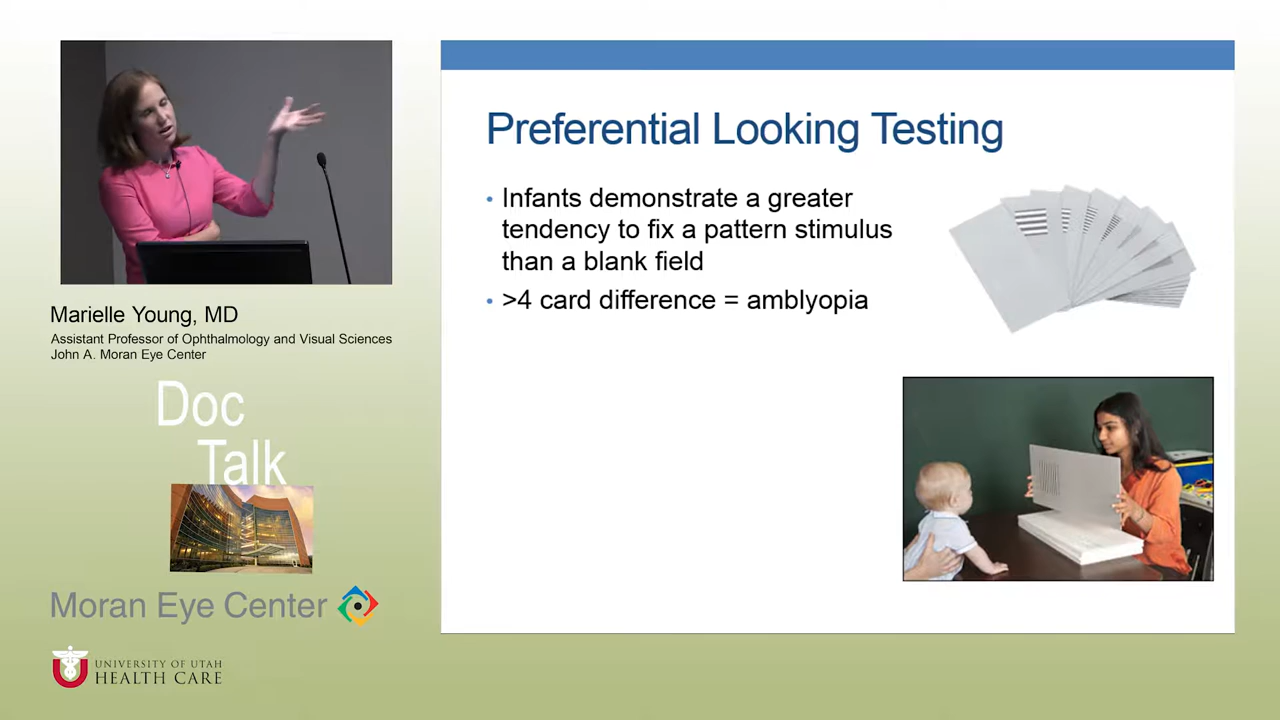 Marielle Young, MD
Assistant Professor of Ophthalmology and Visual Sciences
John A. Moran Eye Center
Doc
Talk
Moran Eye Center
UNIVERSITY OF UTAH
HEALTH CARE
Preferential Looking Testing
• Infants demonstrate a greater
tendency to fix a pattern stimulus
than a blank field
• >4 card difference = amblyopia